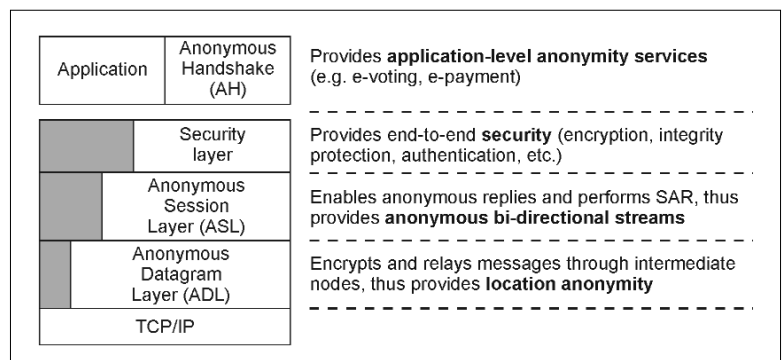 Application
Anonymous
Handshake
(AH)
Provides application-level anonymity services
(e.g. e-voting, e-payment)
Security
layer
Provides end-to-end security (encryption, integrity
protection, authentication, etc.)
Anonymous
Session
Layer (ASL)
Enables anonymous replies and performs SAR, thus
provides anonymous bi-directional streams
Anonymous
Datagram
Layer (ADL)
Encrypts and relays messages through intermediate
nodes, thus provides location anonymity
TCP/IP